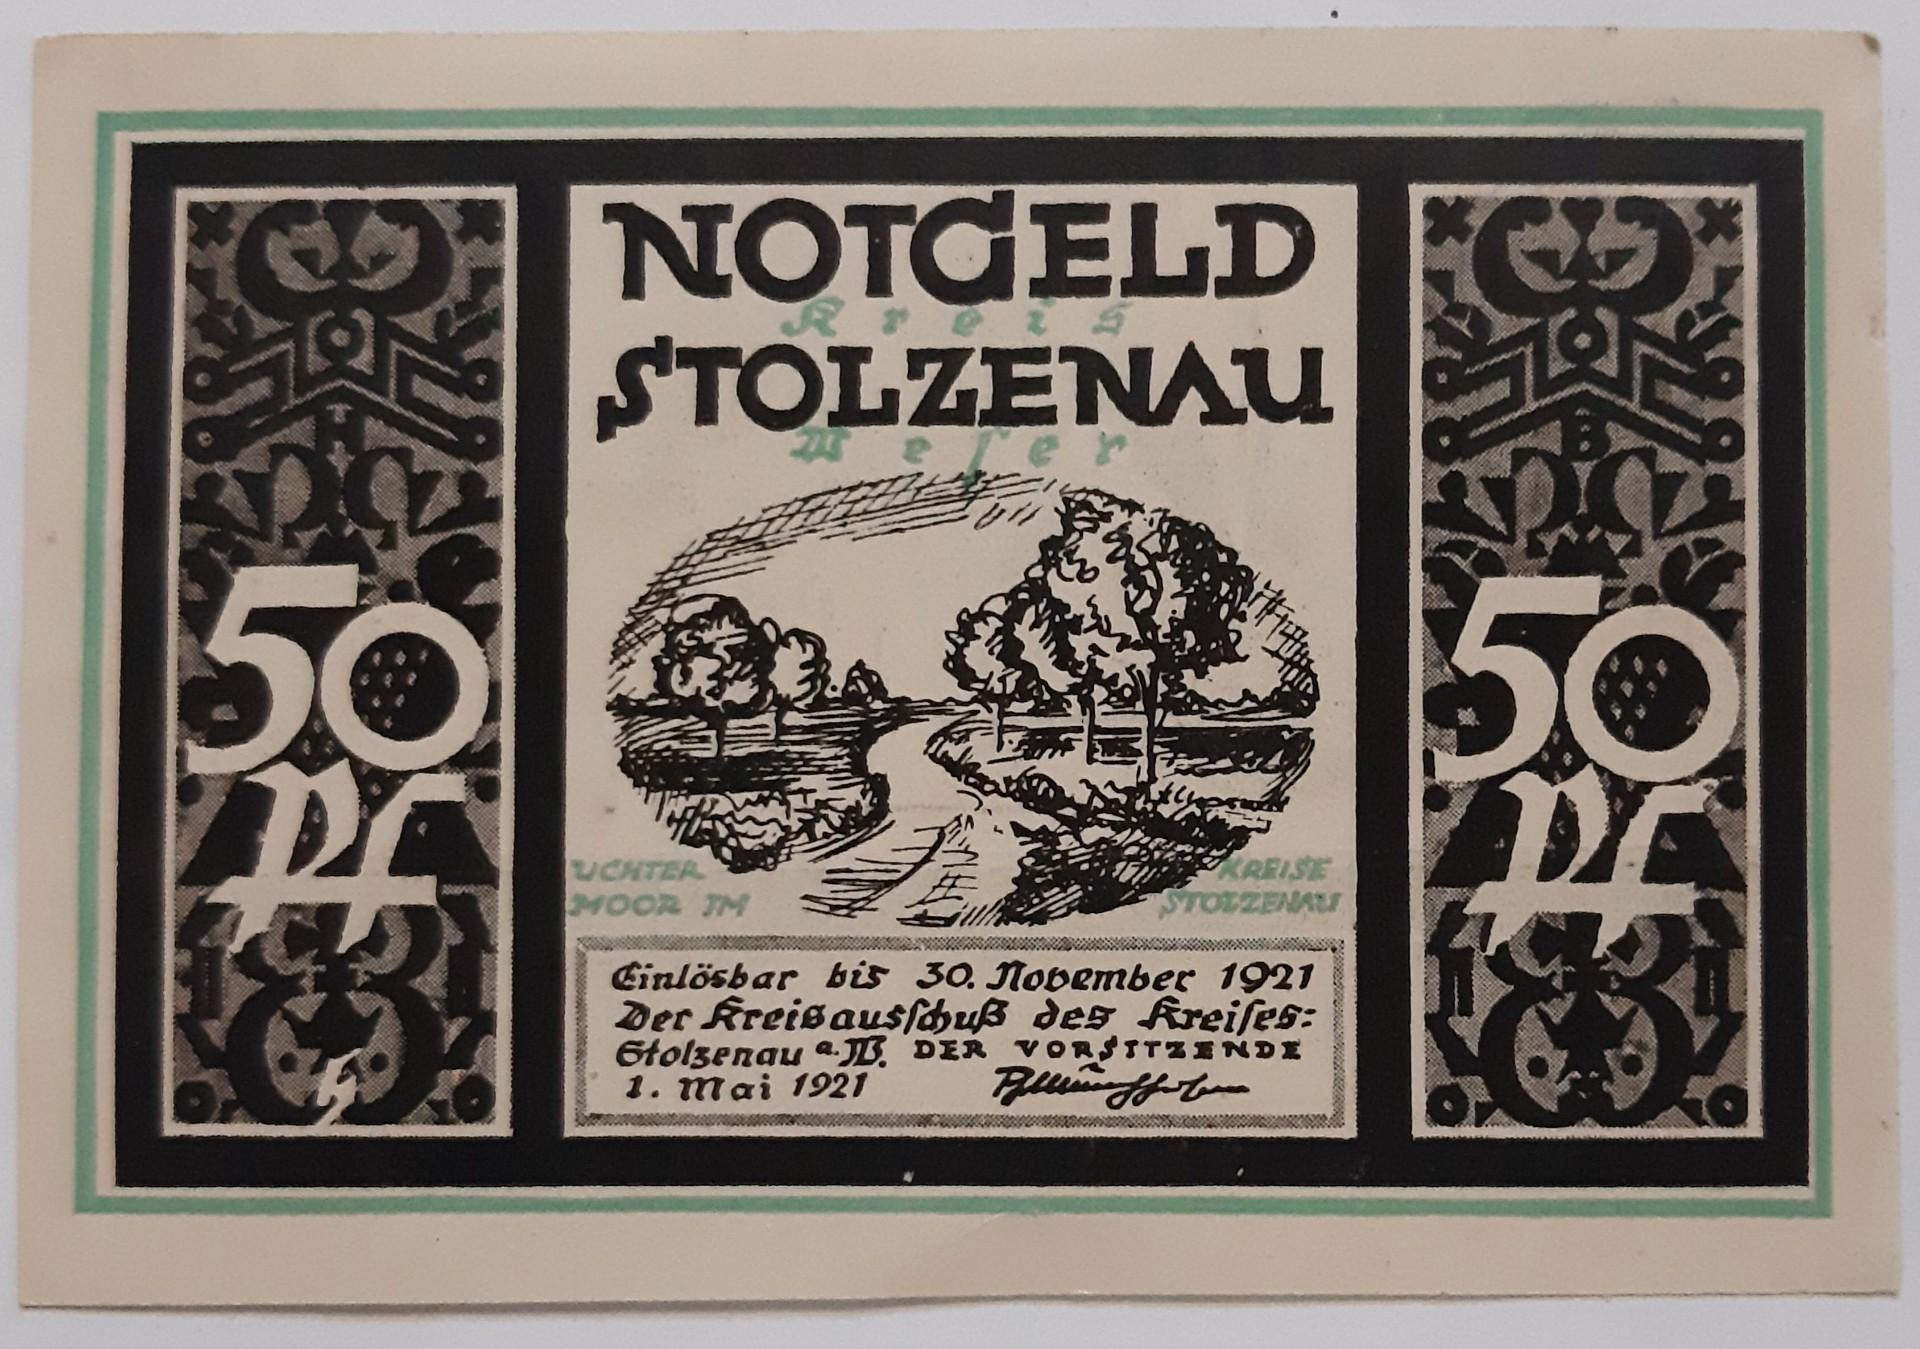 NOTGELD
Kreis
STOLZENAU
Weſer
H
B
50
Pf
50
Pf
UCHTER
MOOR IM
KREISE
STOLZENAU
Einlösbar bis 30. November 1921
Der Kreisausſchuß des Kreiſes:
Stolzenau a. W. DER VORSITZENDE
1. Mai 1921